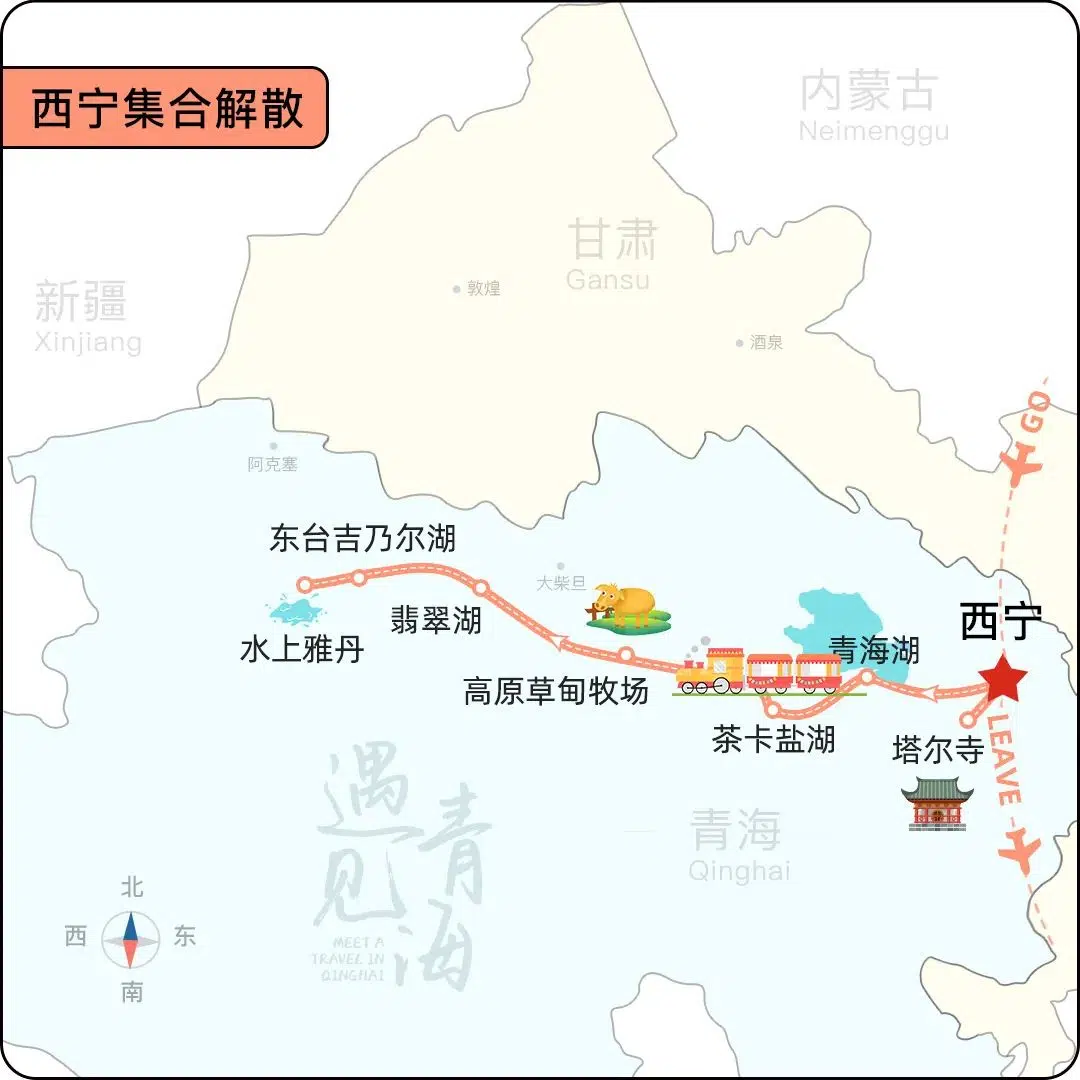 西宁集合解散
内蒙古
Neimenggu
甘肃
Gansu
新疆
Xinjiang
敦煌
酒泉
GO
阿克塞
东台吉乃尔湖
大柴旦
翡翠湖
水上雅丹
西宁
青海湖
高原草甸牧场
茶卡盐湖
塔尔寺
LEAVE
遇见
青海
MEET A
TRAVEL IN
QINGHAI
青海
Qinghai
北
西
东
南